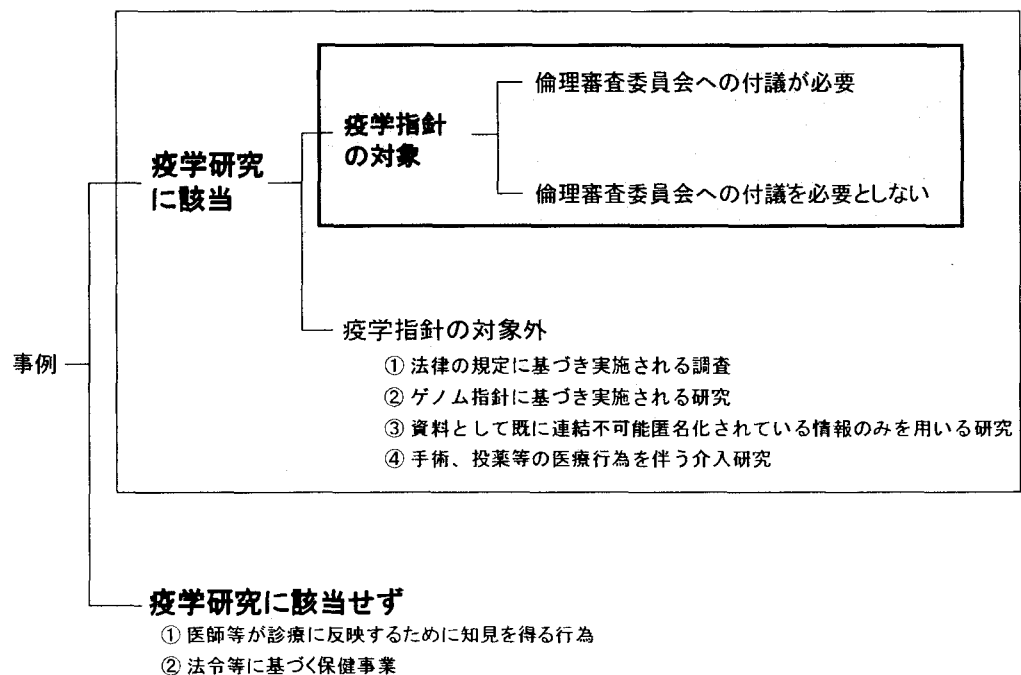 倫理審査委員会への付議が必要
疫学指針
の対象
倫理審査委員会への付議を必要としない
疫学研究
に該当
疫学指針の対象外
① 法律の規定に基づき実施される調査
② ゲノム指針に基づき実施される研究
③ 資料として既に連結不可能匿名化されている情報のみを用いる研究
④ 手術、投薬等の医療行為を伴う介入研究
事例
疫学研究に該当せず
① 医師等が診療に反映するために知見を得る行為
② 法令等に基づく保健事業